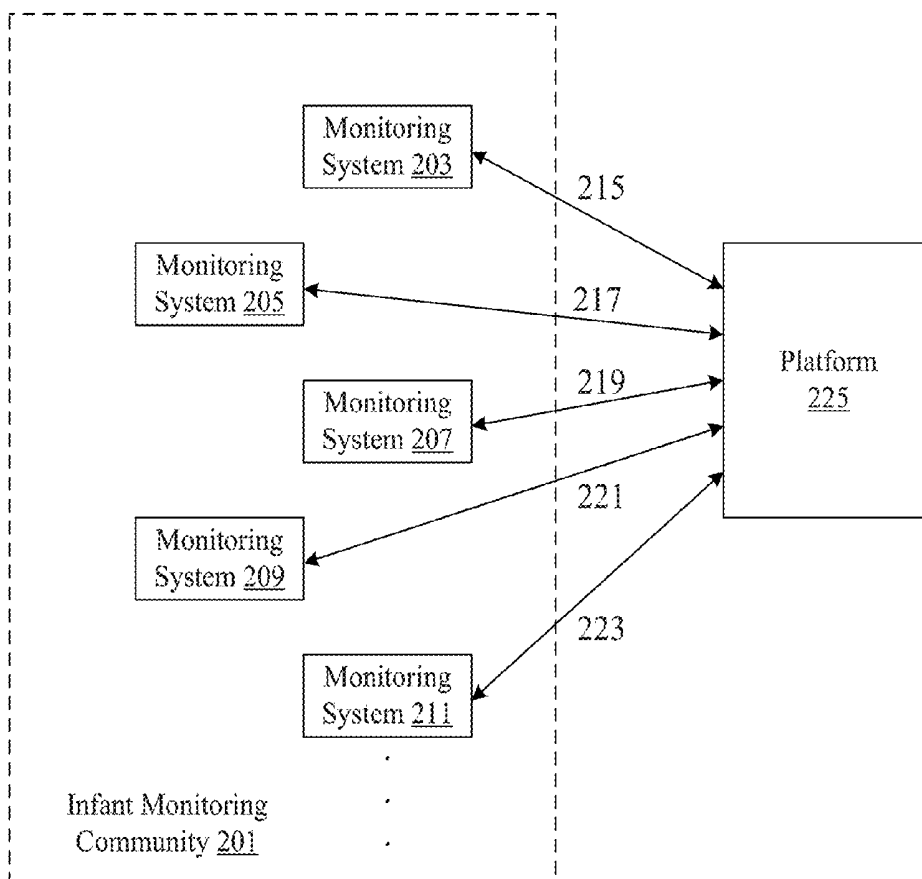 Monitoring
System 203
215
Monitoring
System 205
217
Platform
225
219
Monitoring
System 207
221
Monitoring
System 209
223
Monitoring
System 211
Infant Monitoring
Community 201